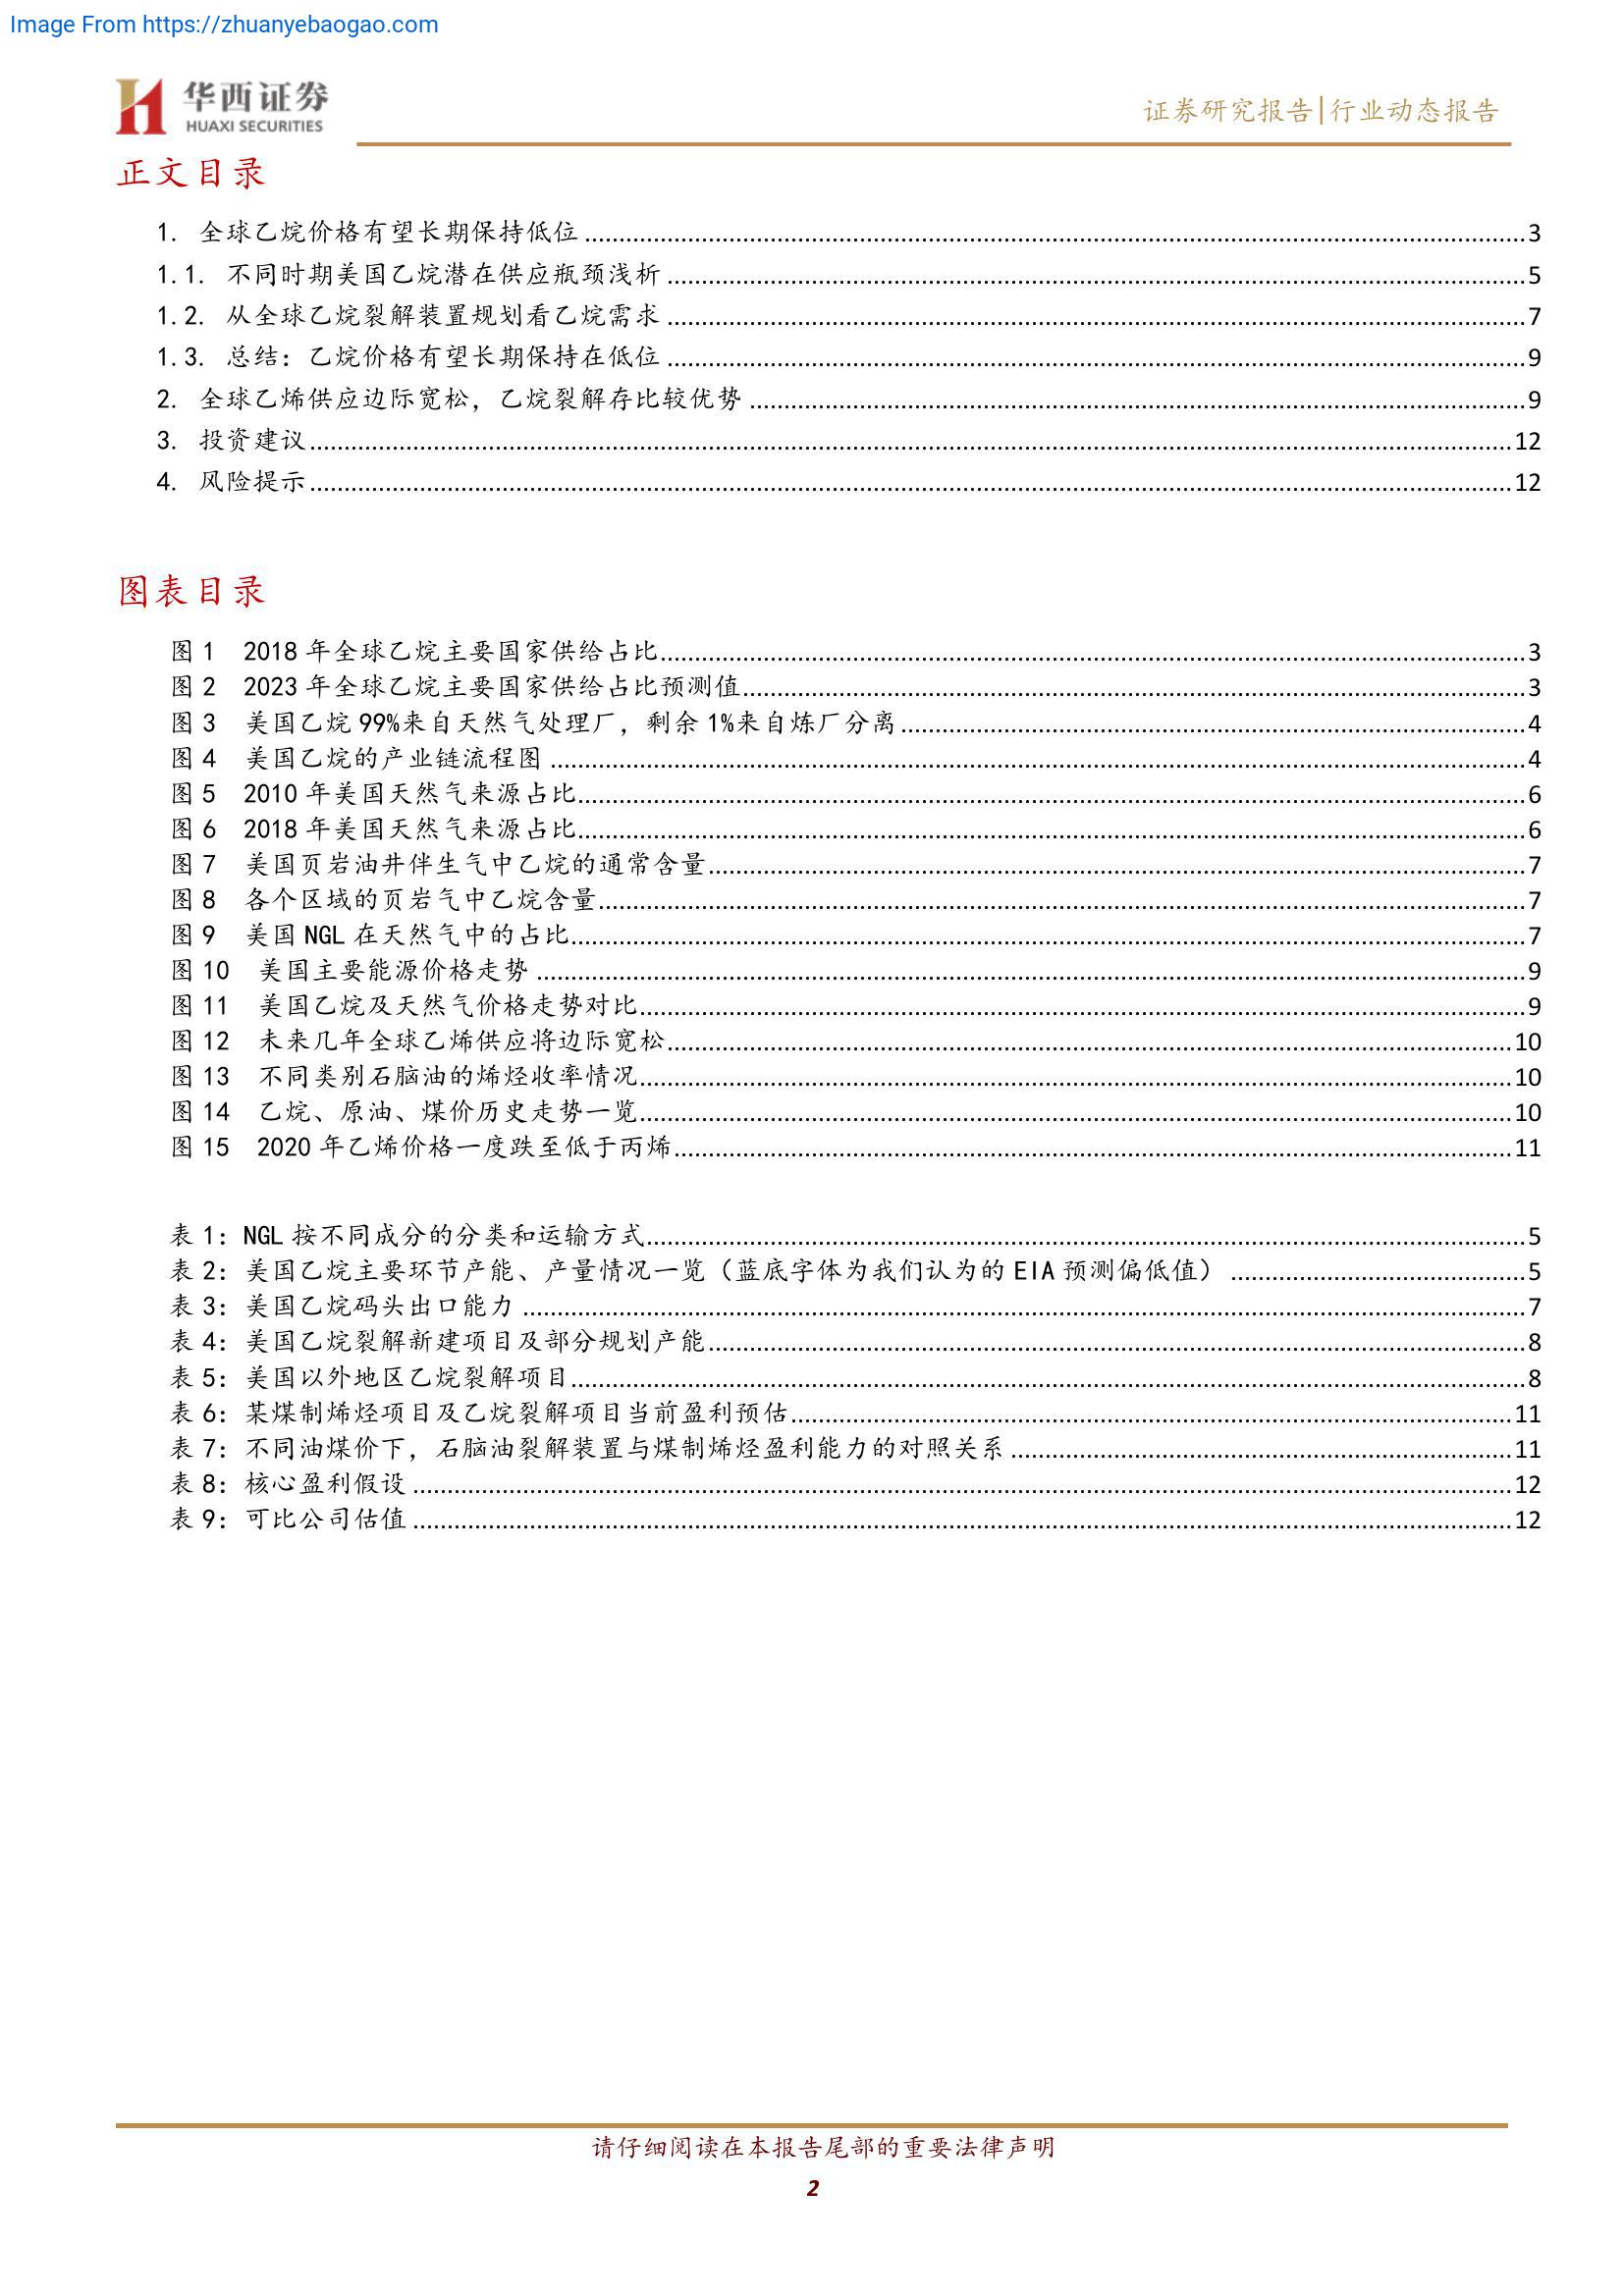 Image From https://zhuanyebaogao.com
华西证券
HUAXI SECURITIES
证券研究报告|行业动态报告
正文目录
1. 全球乙烷价格有望长期保持低位 3
1.1. 不同时期美国乙烷潜在供应瓶颈浅析 5
1.2. 从全球乙烷裂解装置规划看乙烷需求 7
1.3. 总结：乙烷价格有望长期保持在低位 9
2. 全球乙烯供应边际宽松，乙烷裂解存比较优势 9
3. 投资建议 12
4. 风险提示 12
图表目录
图 1 2018 年全球乙烷主要国家供给占比 3
图 2 2023 年全球乙烷主要国家供给占比预测值 3
图 3 美国乙烷 99%来自天然气处理厂，剩余 1%来自炼厂分离 4
图 4 美国乙烷的产业链流程图 4
图 5 2010 年美国天然气来源占比 6
图 6 2018 年美国天然气来源占比 6
图 7 美国页岩油井伴生气中乙烷的通常含量 7
图 8 各个区域的页岩气中乙烷含量 7
图 9 美国 NGL 在天然气中的占比 7
图 10 美国主要能源价格走势 9
图 11 美国乙烷及天然气价格走势对比 9
图 12 未来几年全球乙烯供应将边际宽松 10
图 13 不同类别石脑油的烯烃收率情况 10
图 14 乙烷、原油、煤价历史走势一览 10
图 15 2020 年乙烯价格一度跌至低于丙烯 11
表 1：NGL 按不同成分的分类和运输方式 5
表 2：美国乙烷主要环节产能、产量情况一览（蓝底字体为我们认为的 EIA 预测偏低值） 5
表 3：美国乙烷码头出口能力 7
表 4：美国乙烷裂解新建项目及部分规划产能 8
表 5：美国以外地区乙烷裂解项目 8
表 6：某煤制烯烃项目及乙烷裂解项目当前盈利预估 11
表 7：不同油煤价下，石脑油裂解装置与煤制烯烃盈利能力的对照关系 11
表 8：核心盈利假设 12
表 9：可比公司估值 12
请仔细阅读在本报告尾部的重要法律声明
2